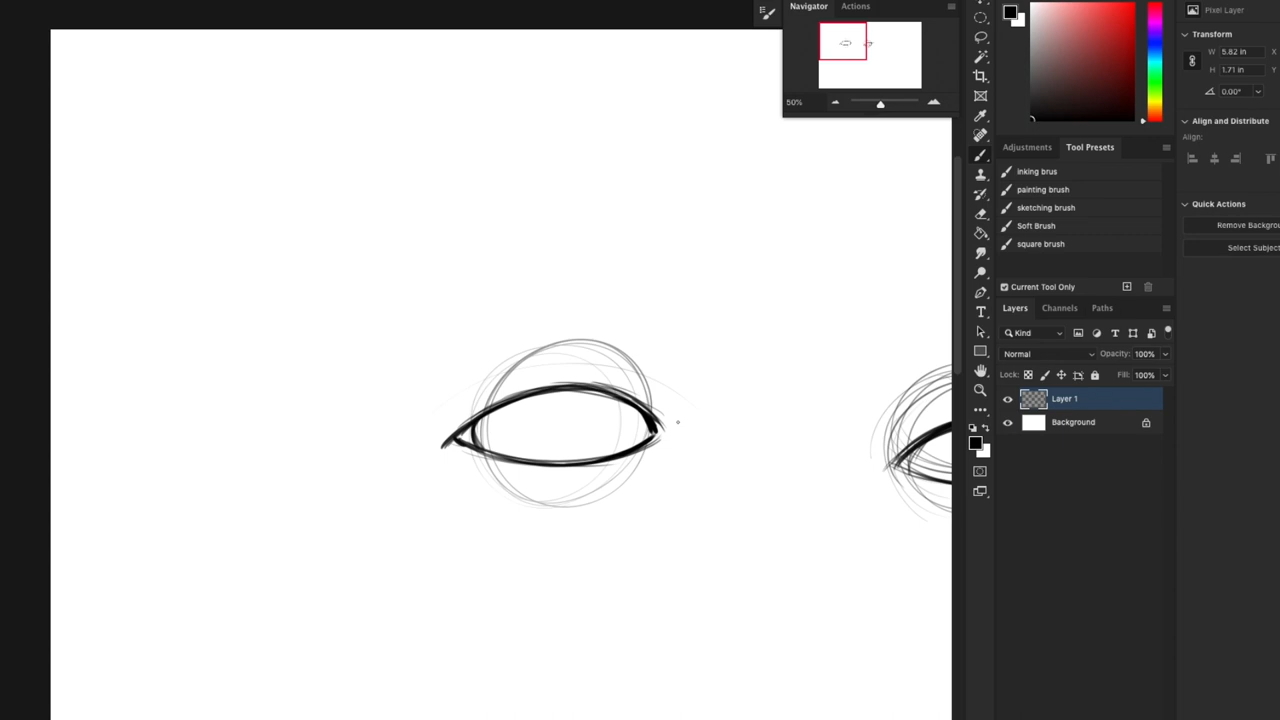 Navigator Actions
50%
Pixel Layer
Transform
W 5.82 in X
H 1.71 in Y
0.00°
Align and Distribute
Align:
Adjustments Tool Presets
inking brus
painting brush
sketching brush
Soft Brush
square brush
Quick Actions
Remove Backgrou
Select Subject
Current Tool Only
Layers Channels Paths
Kind
Normal Opacity: 100%
Lock: Fill: 100%
Layer 1
Background